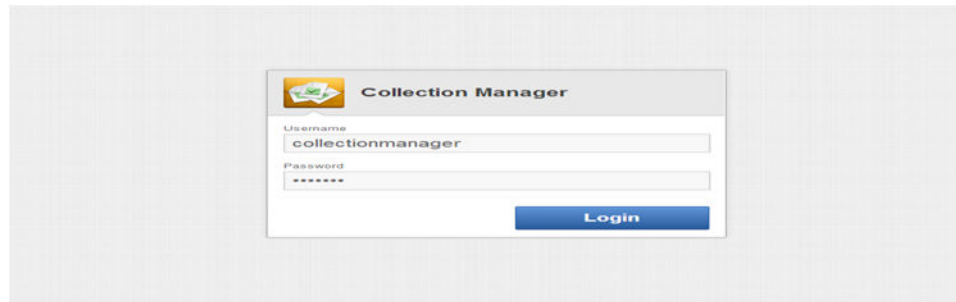 Collection Manager
Username
collectionmanager
Password
•••••••
Login